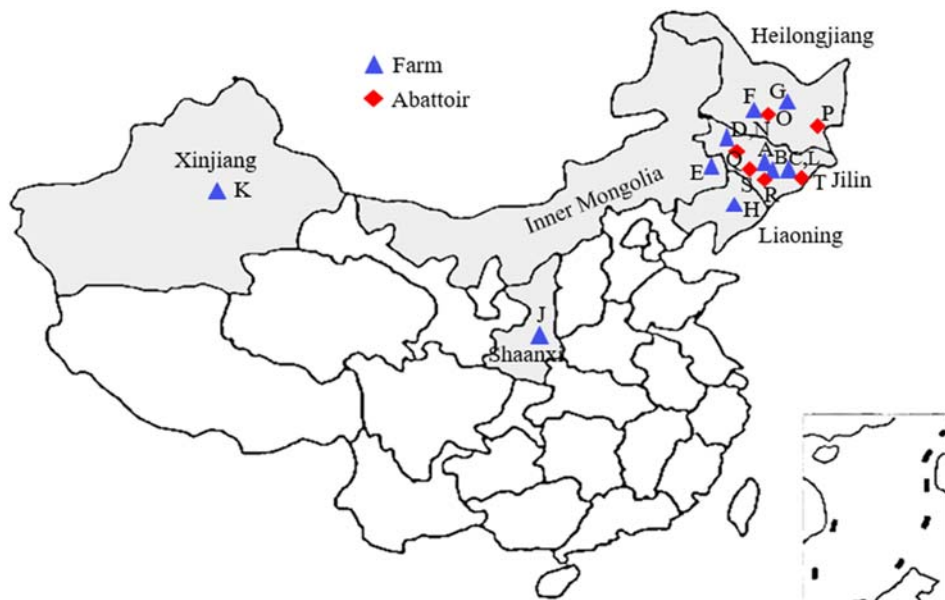 Heilongjiang
Farm
Abattoir
F
G
O
P
D,N
Xinjiang
K
Q
A
B
C,L
E
S
R
T
Jilin
Inner Mongolia
H
Liaoning
J
Shaanxi